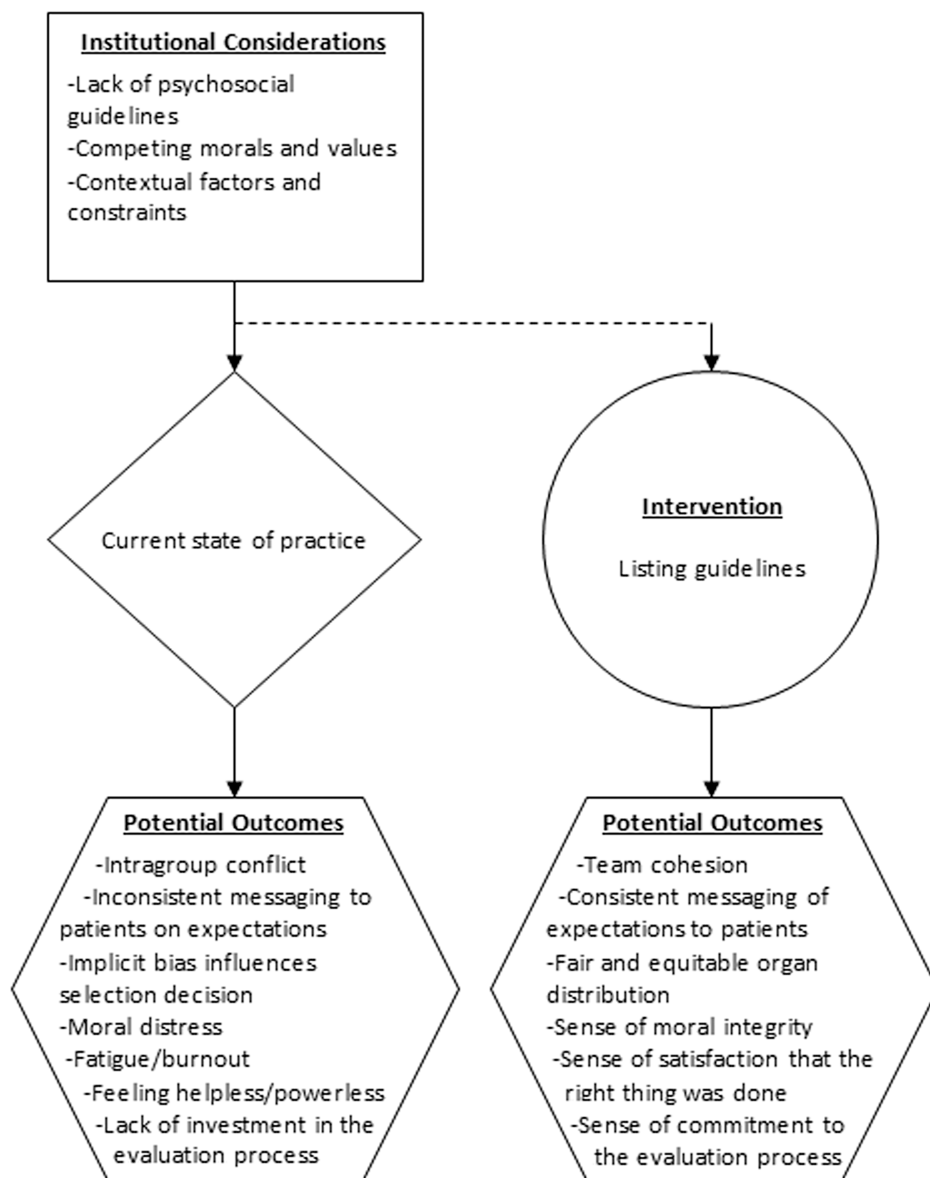 Institutional Considerations
-Lack of psychosocial
guidelines
-Competing morals and values
-Contextual factors and
constraints
Current state of practice
Intervention
Listing guidelines
Potential Outcomes
-Intragroup conflict
-Inconsistent messaging to
patients on expectations
-Implicit bias influences
selection decision
-Moral distress
-Fatigue/burnout
-Feeling helpless/powerless
-Lack of investment in the
evaluation process
Potential Outcomes
-Team cohesion
-Consistent messaging of
expectations to patients
-Fair and equitable organ
distribution
-Sense of moral integrity
-Sense of satisfaction that the
right thing was done
-Sense of commitment to
the evaluation process